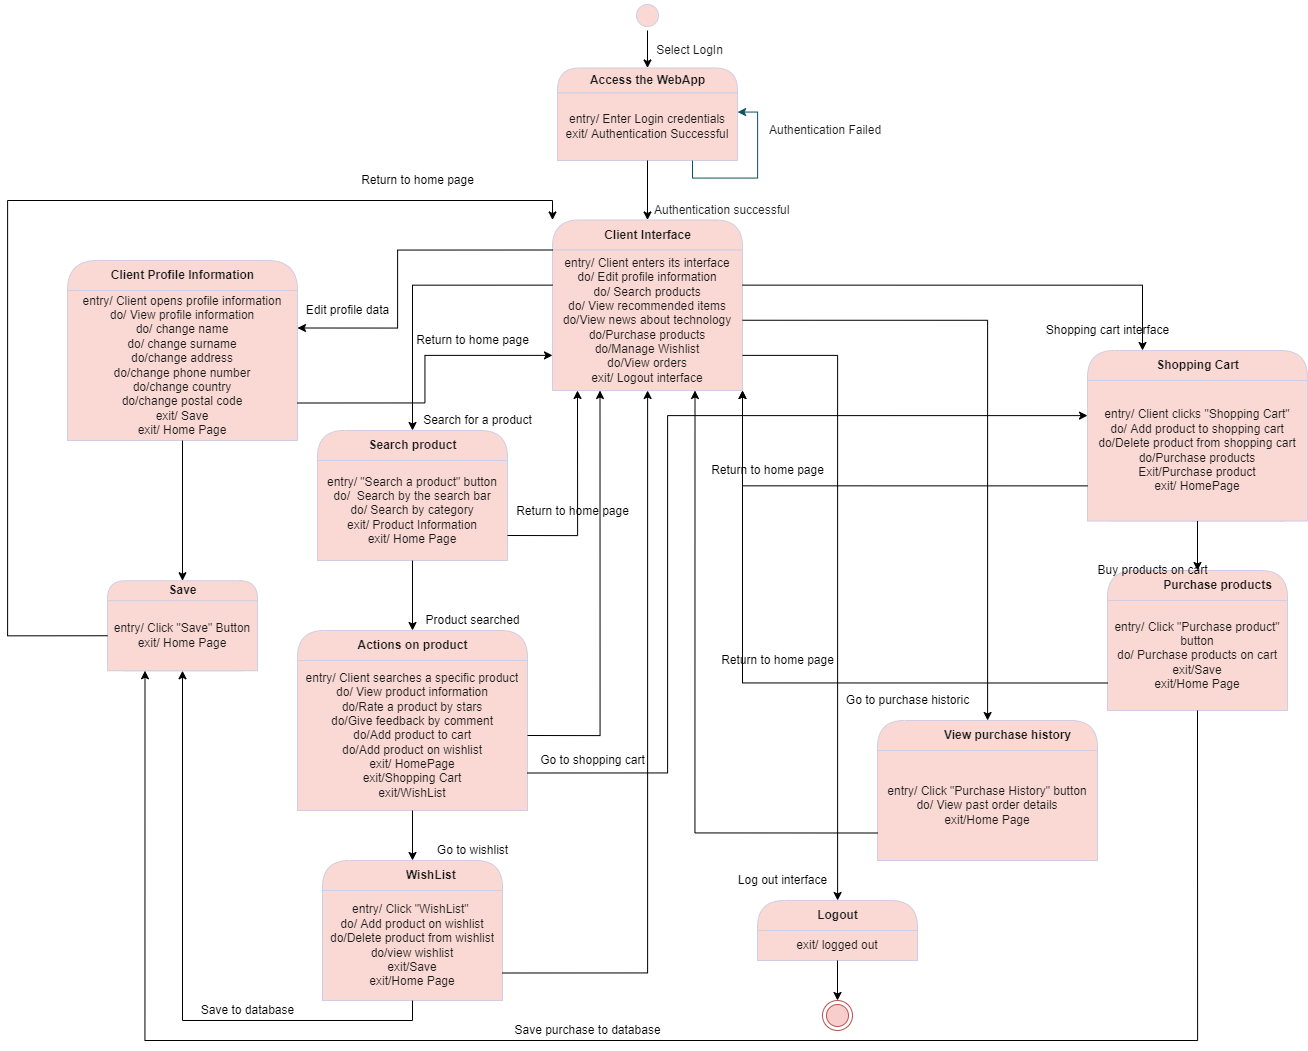 Select LogIn
Access the WebApp
entry/ Enter Login credentials
exit/ Authentication Successful
Authentication Failed
Return to home page
Authentication successful
Client Interface
entry/ Client enters its interface
do/ Edit profile information
do/ Search products
do/ View recommended items
do/View news about technology
do/Purchase products
do/Manage Wishlist
do/View orders
exit/ Logout interface
Client Profile Information
entry/ Client opens profile information
do/ View profile information
do/ change name
do/ change surname
do/change address
do/change phone number
do/change country
do/change postal code
exit/ Save
exit/ Home Page
Edit profile data
Return to home page
Shopping cart interface
Shopping Cart
entry/ Client clicks "Shopping Cart"
do/ Add product to shopping cart
do/Delete product from shopping cart
do/Purchase products
Exit/Purchase product
exit/ HomePage
Search for a product
Search product
entry/ "Search a product" button
do/  Search by the search bar
do/ Search by category
exit/ Product Information
exit/ Home Page
Return to home page
Return to home page
Save
entry/ Click "Save" Button
exit/ Home Page
Buy products on cart
Purchase products
entry/ Click "Purchase product"
button
do/ Purchase products on cart
exit/Save
exit/Home Page
Product searched
Actions on product
entry/ Client searches a specific product
do/ View product information
do/Rate a product by stars
do/Give feedback by comment
do/Add product to cart
do/Add product on wishlist
exit/ HomePage
exit/Shopping Cart
exit/WishList
Return to home page
Go to purchase historic
Go to shopping cart
View purchase history
entry/ Click "Purchase History" button
do/ View past order details
exit/Home Page
Go to wishlist
WishList
entry/ Click "WishList"
do/ Add product on wishlist
do/Delete product from wishlist
do/view wishlist
exit/Save
exit/Home Page
Log out interface
Logout
exit/ logged out
Save to database
Save purchase to database